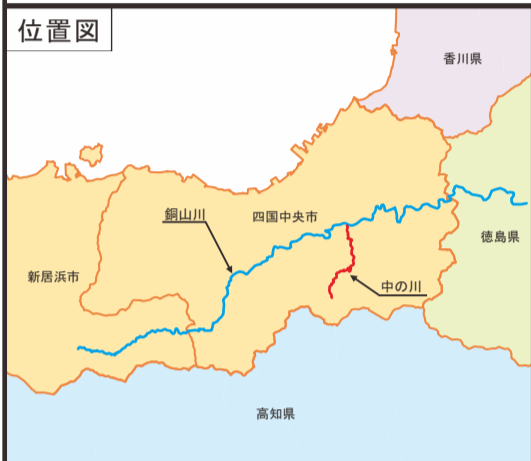 位置図
香川県
銅山川
四国中央市
徳島県
新居浜市
中の川
高知県